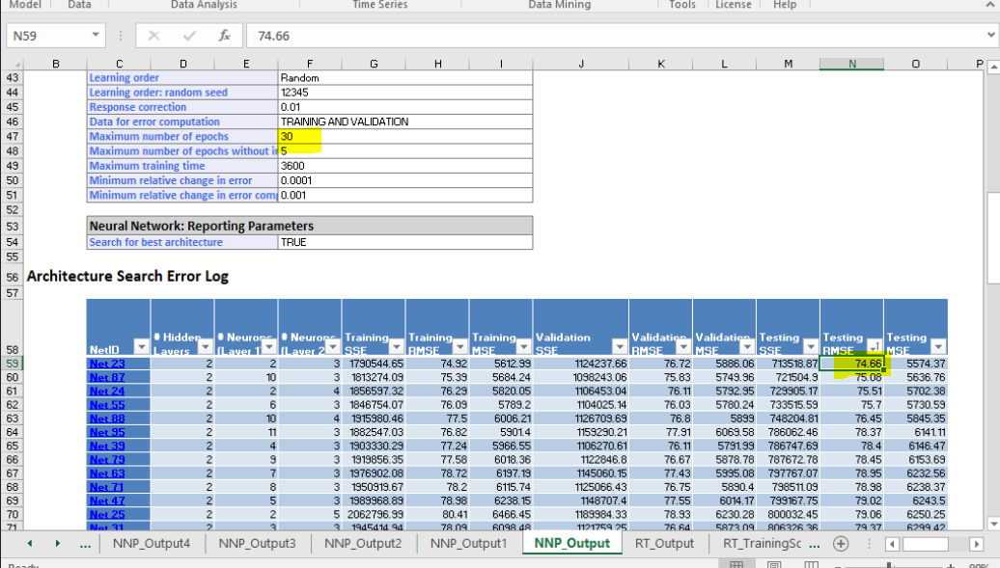 Model Data Data Analysis Time Series Data Mining Tools License Help
N59 fx 74.66
B C D E F G H I J K L M N O P
43 Learning order Random
44 Learning order: random seed 12345
45 Response correction 0.01
46 Data for error computation TRAINING AND VALIDATION
47 Maximum number of epochs 30
48 Maximum number of epochs without i 5
49 Maximum training time 3600
50 Minimum relative change in error 0.0001
51 Minimum relative change in error comp 0.001
52
53 Neural Network: Reporting Parameters
54 Search for best architecture TRUE
55
56 Architecture Search Error Log
57
58 NetID # Hidden Layers # Neurons (Layer 1) # Neurons (Layer 2 Training SSE Training RMSE Training MSE Validation SSE Validation RMSE Validation MSE Testing SSE Testing RMSE Testing MSE
59 Net 23 2 2 3 1790544.65 74.92 5612.99 1124237.66 76.72 5886.06 713518.87 74.66 5574.37
60 Net 87 2 10 3 1813274.09 75.39 5684.24 1098243.06 75.83 5749.96 721504.9 75.08 5636.76
61 Net 24 2 2 4 1856597.32 76.29 5820.05 1106453.04 76.11 5792.95 729905.17 75.51 5702.38
62 Net 55 2 6 3 1846754.07 76.09 5789.2 1104025.14 76.03 5780.24 733515.59 75.7 5730.59
63 Net 88 2 10 4 1915980.46 77.5 6006.21 1126709.69 76.8 5899 748204.81 76.45 5845.35
64 Net 95 2 11 3 1882547.03 76.82 5901.4 1159290.21 77.91 6069.58 786062.46 78.37 6141.11
65 Net 39 2 4 3 1903330.29 77.24 5966.55 1106270.61 76.11 5791.99 786747.69 78.4 6146.47
66 Net 79 2 9 3 1919856.35 77.58 6018.36 1122846.8 76.67 5878.78 787672.78 78.45 6153.69
67 Net 63 2 7 3 1976902.08 78.72 6197.19 1145060.15 77.43 5995.08 797767.07 78.95 6232.56
68 Net 71 2 8 3 1950919.67 78.2 6115.74 1125066.43 76.75 5890.4 798511.09 78.98 6238.37
69 Net 47 2 5 3 1989968.89 78.98 6238.15 1148707.4 77.55 6014.17 799167.75 79.02 6243.5
70 Net 25 2 2 5 2062796.99 80.41 6466.45 1189984.33 78.93 6230.28 800032.45 79.06 6250.25
71 Net 31 2 3 3 1945414.94 78.09 6098.48 1121759.25 76.64 5873.09 806326.36 79.37 6299.42
... NNP_Output4 NNP_Output3 NNP_Output2 NNP_Output1 NNP_Output RT_Output RT_TrainingSc ...
Ready 90%